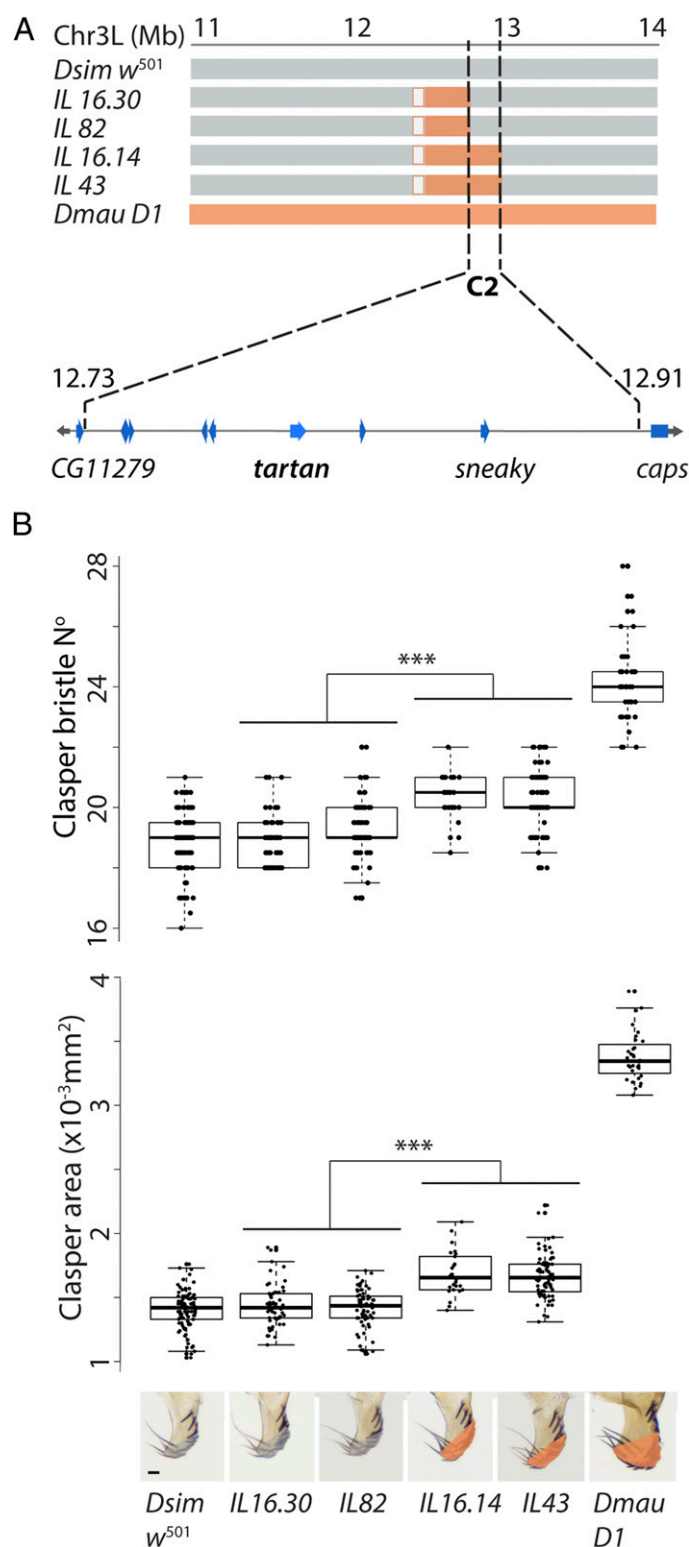 A
Chr3L (Mb) 11 12 13 14
Dsim w501
IL 16.30
IL 82
IL 16.14
IL 43
Dmau D1
C2
12.73 12.91
CG11279 tartan sneaky caps
B
Clasper bristle Nº
28
24
20
16
***
Clasper area (x10-3mm2)
4
3
2
1
***
Dsim w501 IL16.30 IL82 IL16.14 IL43 Dmau D1